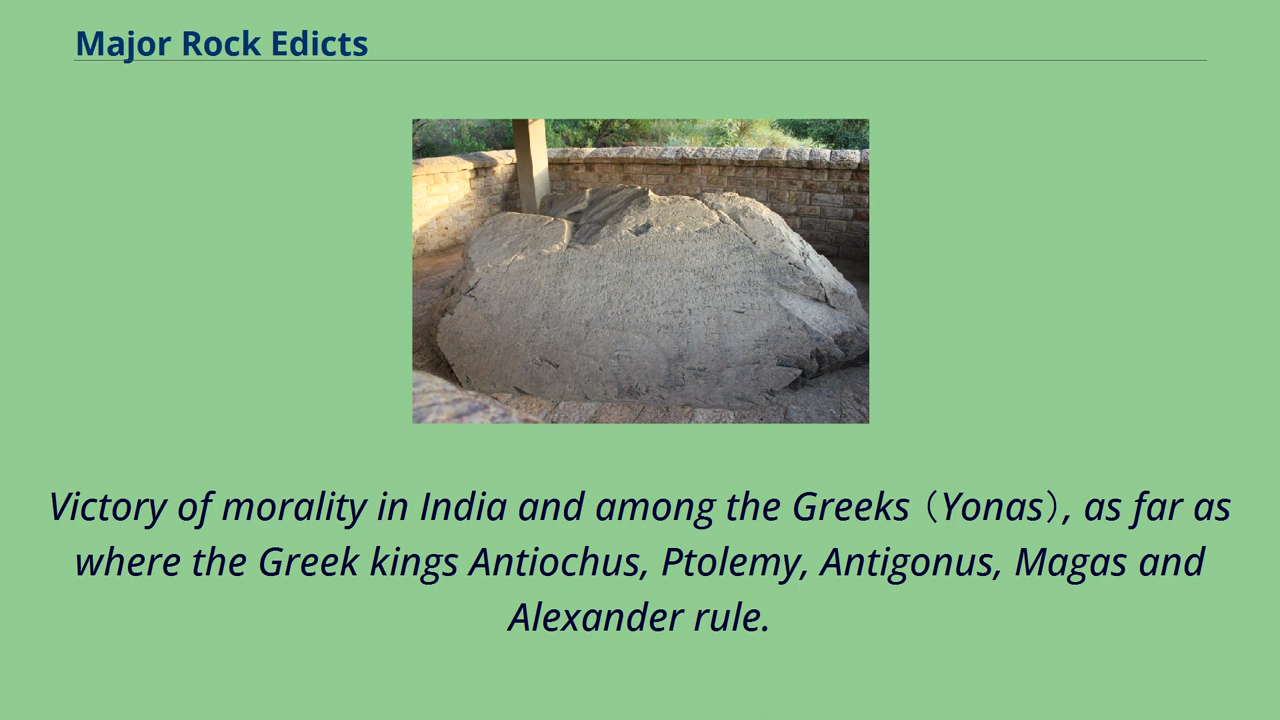 Major Rock Edicts
Victory of morality in India and among the Greeks（Yonas）, as far as
where the Greek kings Antiochus, Ptolemy, Antigonus, Magas and
Alexander rule.